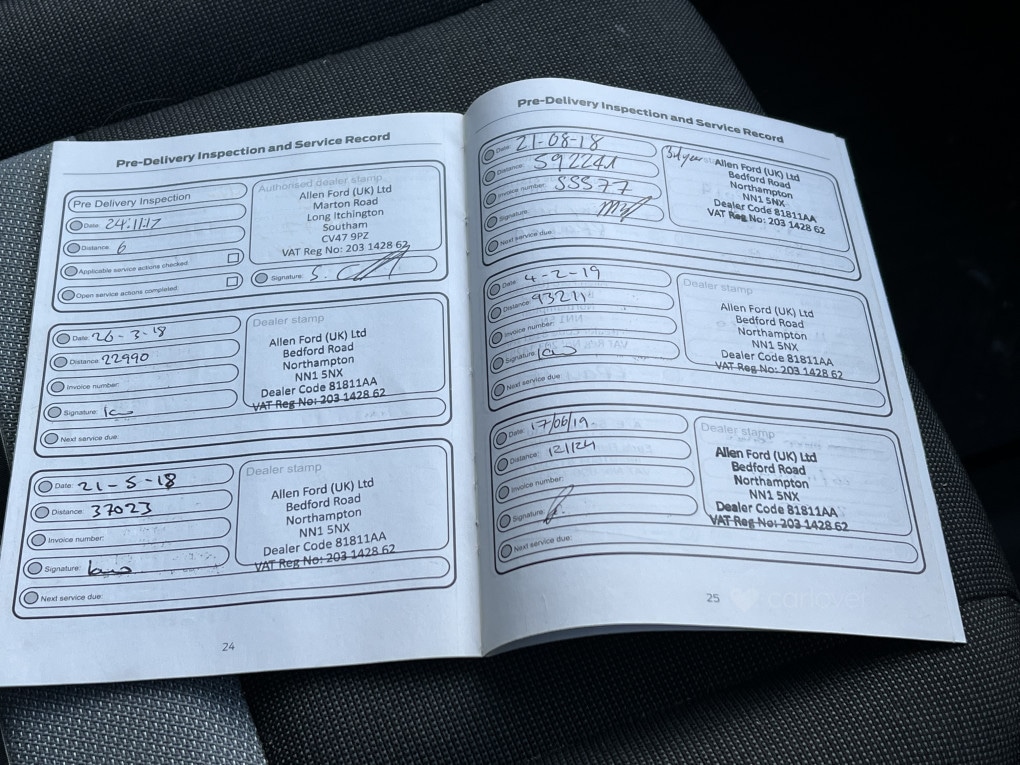 Pre-Delivery Inspection and Service Record
Pre Delivery Inspection
Date: 24.11.17
Distance: 6
Applicable service actions checked
Open service actions completed
Authorised dealer stamp
Allen Ford (UK) Ltd
Marton Road
Long Itchington
Southam
CV47 9PZ
VAT Reg No: 203 1428 62
Signature:
Date: 26-3-18
Distance: 22990
Invoice number:
Signature:
Next service due:
Dealer stamp
Allen Ford (UK) Ltd
Bedford Road
Northampton
NN1 5NX
Dealer Code 81811AA
VAT Reg No: 203 1428 62
Date: 21-5-18
Distance: 37023
Invoice number:
Signature:
Next service due:
Dealer stamp
Allen Ford (UK) Ltd
Bedford Road
Northampton
NN1 5NX
Dealer Code 81811AA
VAT Reg No: 203 1428 62
24
Pre-Delivery Inspection and Service Record
Date: 21-08-18
Distance:
Invoice number: 55577
Signature:
Next service due:
Allen Ford (UK) Ltd
Bedford Road
Northampton
NN1 5NX
Dealer Code 81811AA
VAT Reg No: 203 1428 62
Date: 4-2-19
Distance: 93211
Invoice number:
Signature:
Next service due:
Dealer stamp
Allen Ford (UK) Ltd
Bedford Road
Northampton
NN1 5NX
Dealer Code 81811AA
VAT Reg No: 203 1428 62
Date: 17/06/19
Distance: 121124
Invoice number:
Signature:
Next service due:
Dealer stamp
Allen Ford (UK) Ltd
Bedford Road
Northampton
NN1 5NX
Dealer Code 81811AA
VAT Reg No: 203 1428 62
25